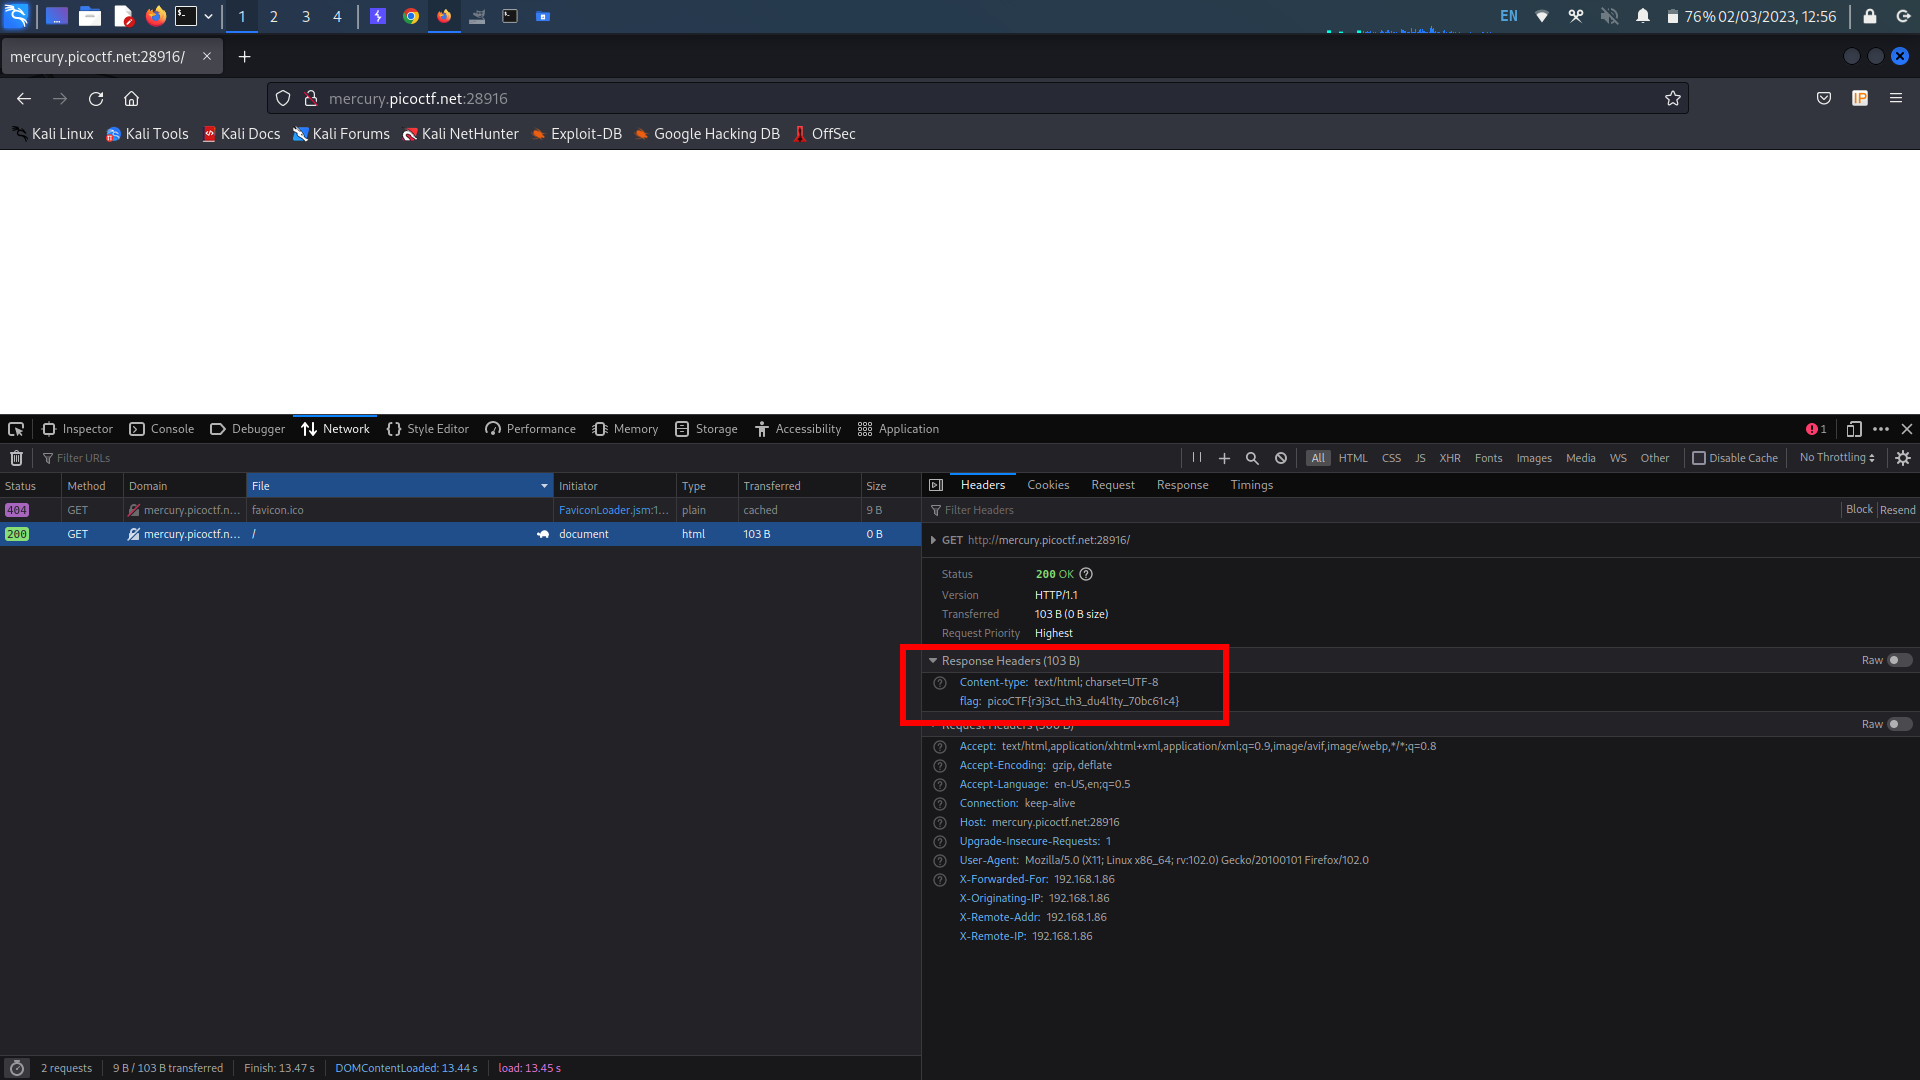 1 2 3 4 EN 76% 02/03/2023, 12:56
mercury.picoctf.net:28916/
mercury.picoctf.net:28916
Kali Linux Kali Tools Kali Docs Kali Forums Kali NetHunter Exploit-DB Google Hacking DB OffSec
Inspector Console Debugger Network Style Editor Performance Memory Storage Accessibility Application 1
Filter URLs All HTML CSS JS XHR Fonts Images Media WS Other Disable Cache No Throttling
Status Method Domain File Initiator Type Transferred Size
404 GET mercury.picoctf.n... favicon.ico FaviconLoader.jsm:1... plain cached 9 B
200 GET mercury.picoctf.n... / document html 103 B 0 B
Headers Cookies Request Response Timings
Filter Headers Block Resend
GET http://mercury.picoctf.net:28916/
Status 200 OK
Version HTTP/1.1
Transferred 103 B (0 B size)
Request Priority Highest
Response Headers (103 B) Raw
Content-type: text/html; charset=UTF-8
flag: picoCTF{r3j3ct_th3_du4l1ty_70bc61c4}
Request Headers Raw
Accept: text/html,application/xhtml+xml,application/xml;q=0.9,image/avif,image/webp,*/*;q=0.8
Accept-Encoding: gzip, deflate
Accept-Language: en-US,en;q=0.5
Connection: keep-alive
Host: mercury.picoctf.net:28916
Upgrade-Insecure-Requests: 1
User-Agent: Mozilla/5.0 (X11; Linux x86_64; rv:102.0) Gecko/20100101 Firefox/102.0
X-Forwarded-For: 192.168.1.86
X-Originating-IP: 192.168.1.86
X-Remote-Addr: 192.168.1.86
X-Remote-IP: 192.168.1.86
2 requests 9 B / 103 B transferred Finish: 13.47 s DOMContentLoaded: 13.44 s load: 13.45 s